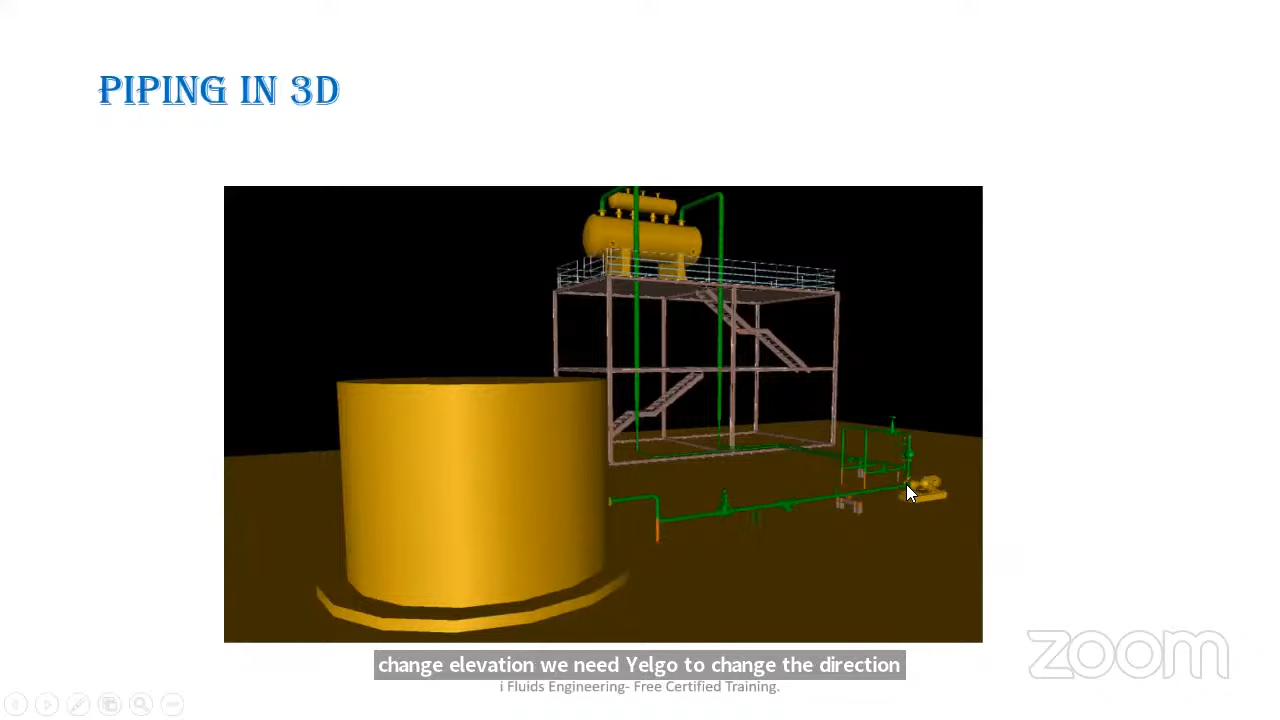 PIPING IN 3D
change elevation we need Yelgo to change the direction
i Fluids Engineering- Free Certified Training.
zoom